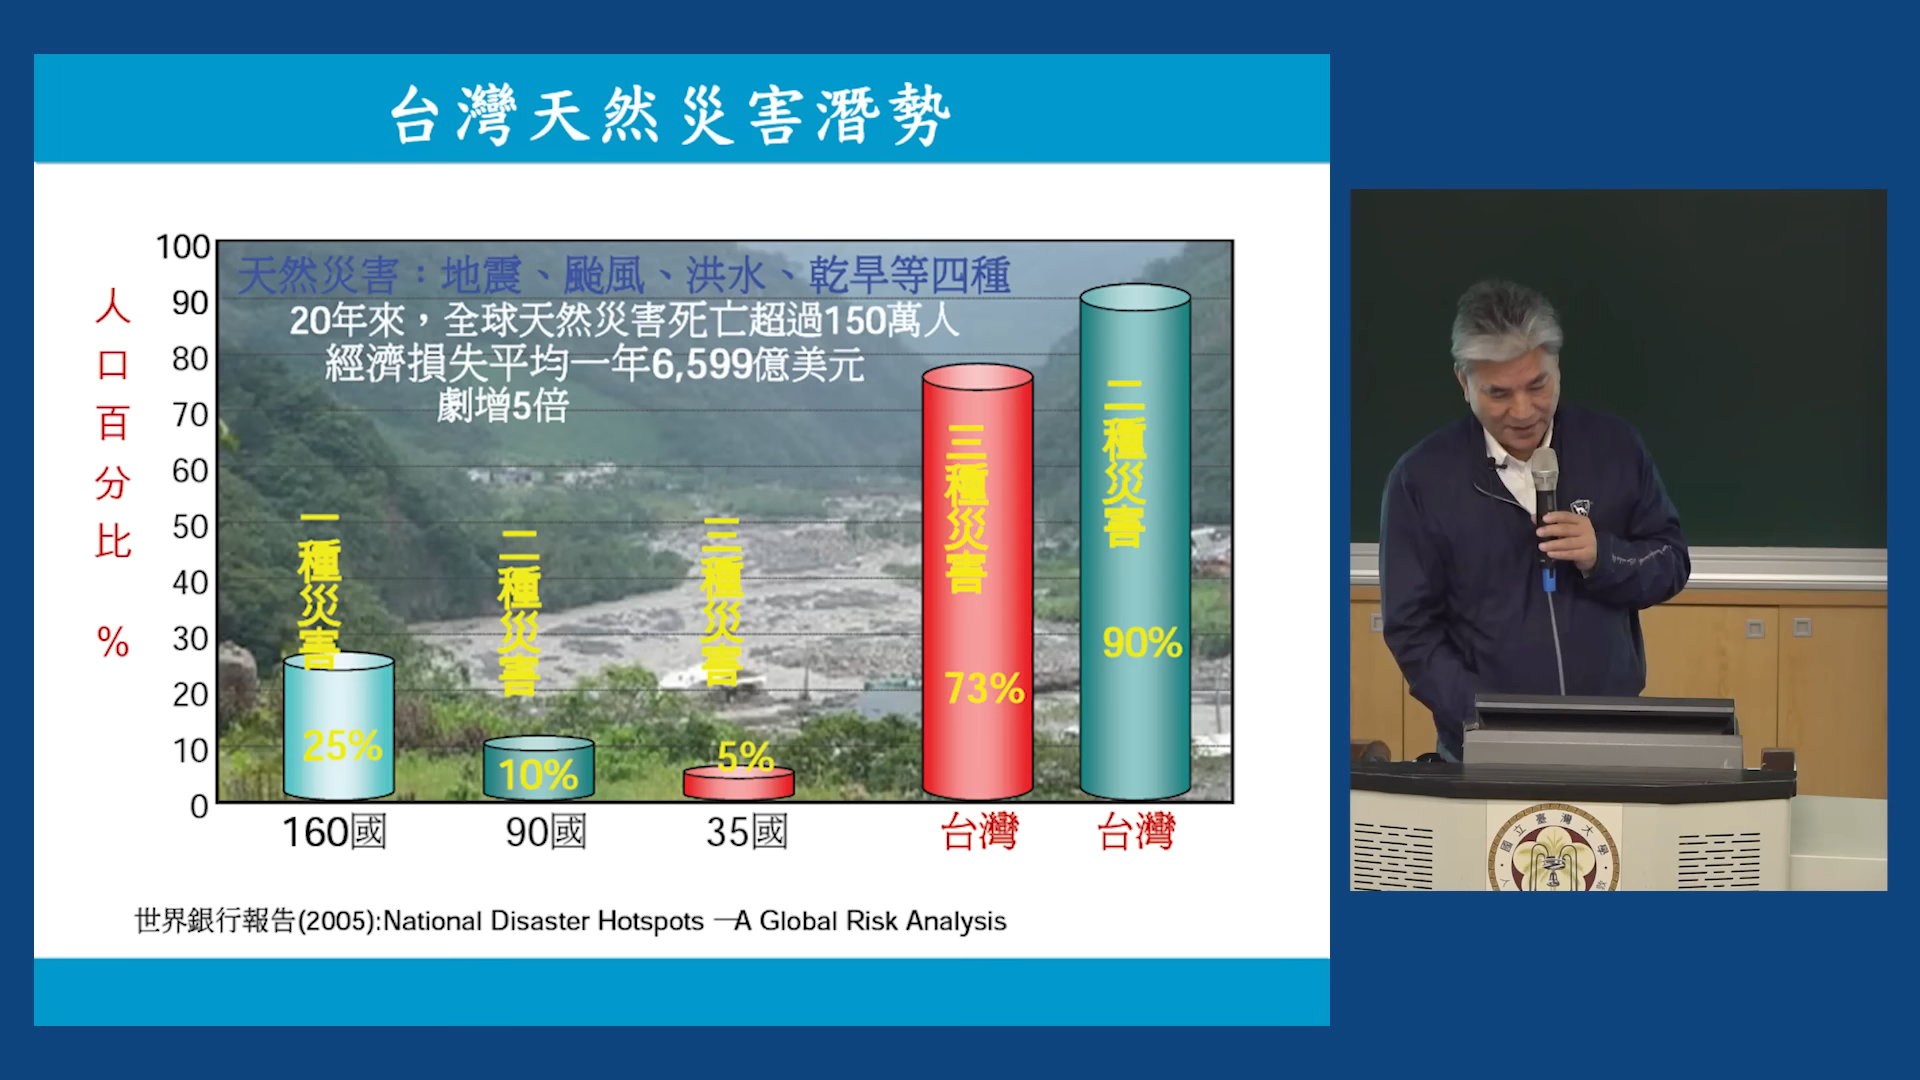 台灣天然災害潛勢
人口百分比 %
100
90
80
70
60
50
40
30
20
10
0
天然災害：地震、颱風、洪水、乾旱等四種
20年來，全球天然災害死亡超過150萬人
經濟損失平均一年6,599億美元
劇增5倍
一種災害
25%
二種災害
10%
三種災害
5%
三種災害
73%
二種災害
90%
160國
90國
35國
台灣
台灣
世界銀行報告(2005):National Disaster Hotspots —A Global Risk Analysis
國立臺灣大學